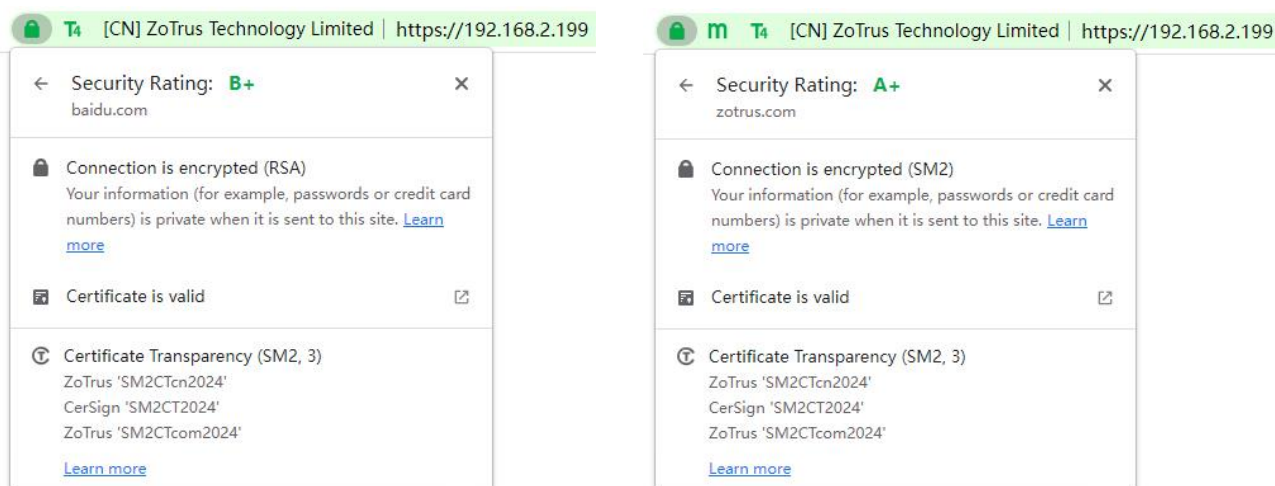 T4 [CN] ZoTrus Technology Limited | https://192.168.2.199
Security Rating: B+
baidu.com
Connection is encrypted (RSA)
Your information (for example, passwords or credit card
numbers) is private when it is sent to this site. Learn
more
Certificate is valid
Certificate Transparency (SM2, 3)
ZoTrus 'SM2CTcn2024'
CerSign 'SM2CT2024'
ZoTrus 'SM2CTcom2024'
Learn more
m T4 [CN] ZoTrus Technology Limited | https://192.168.2.199
Security Rating: A+
zotrus.com
Connection is encrypted (SM2)
Your information (for example, passwords or credit card
numbers) is private when it is sent to this site. Learn
more
Certificate is valid
Certificate Transparency (SM2, 3)
ZoTrus 'SM2CTcn2024'
CerSign 'SM2CT2024'
ZoTrus 'SM2CTcom2024'
Learn more